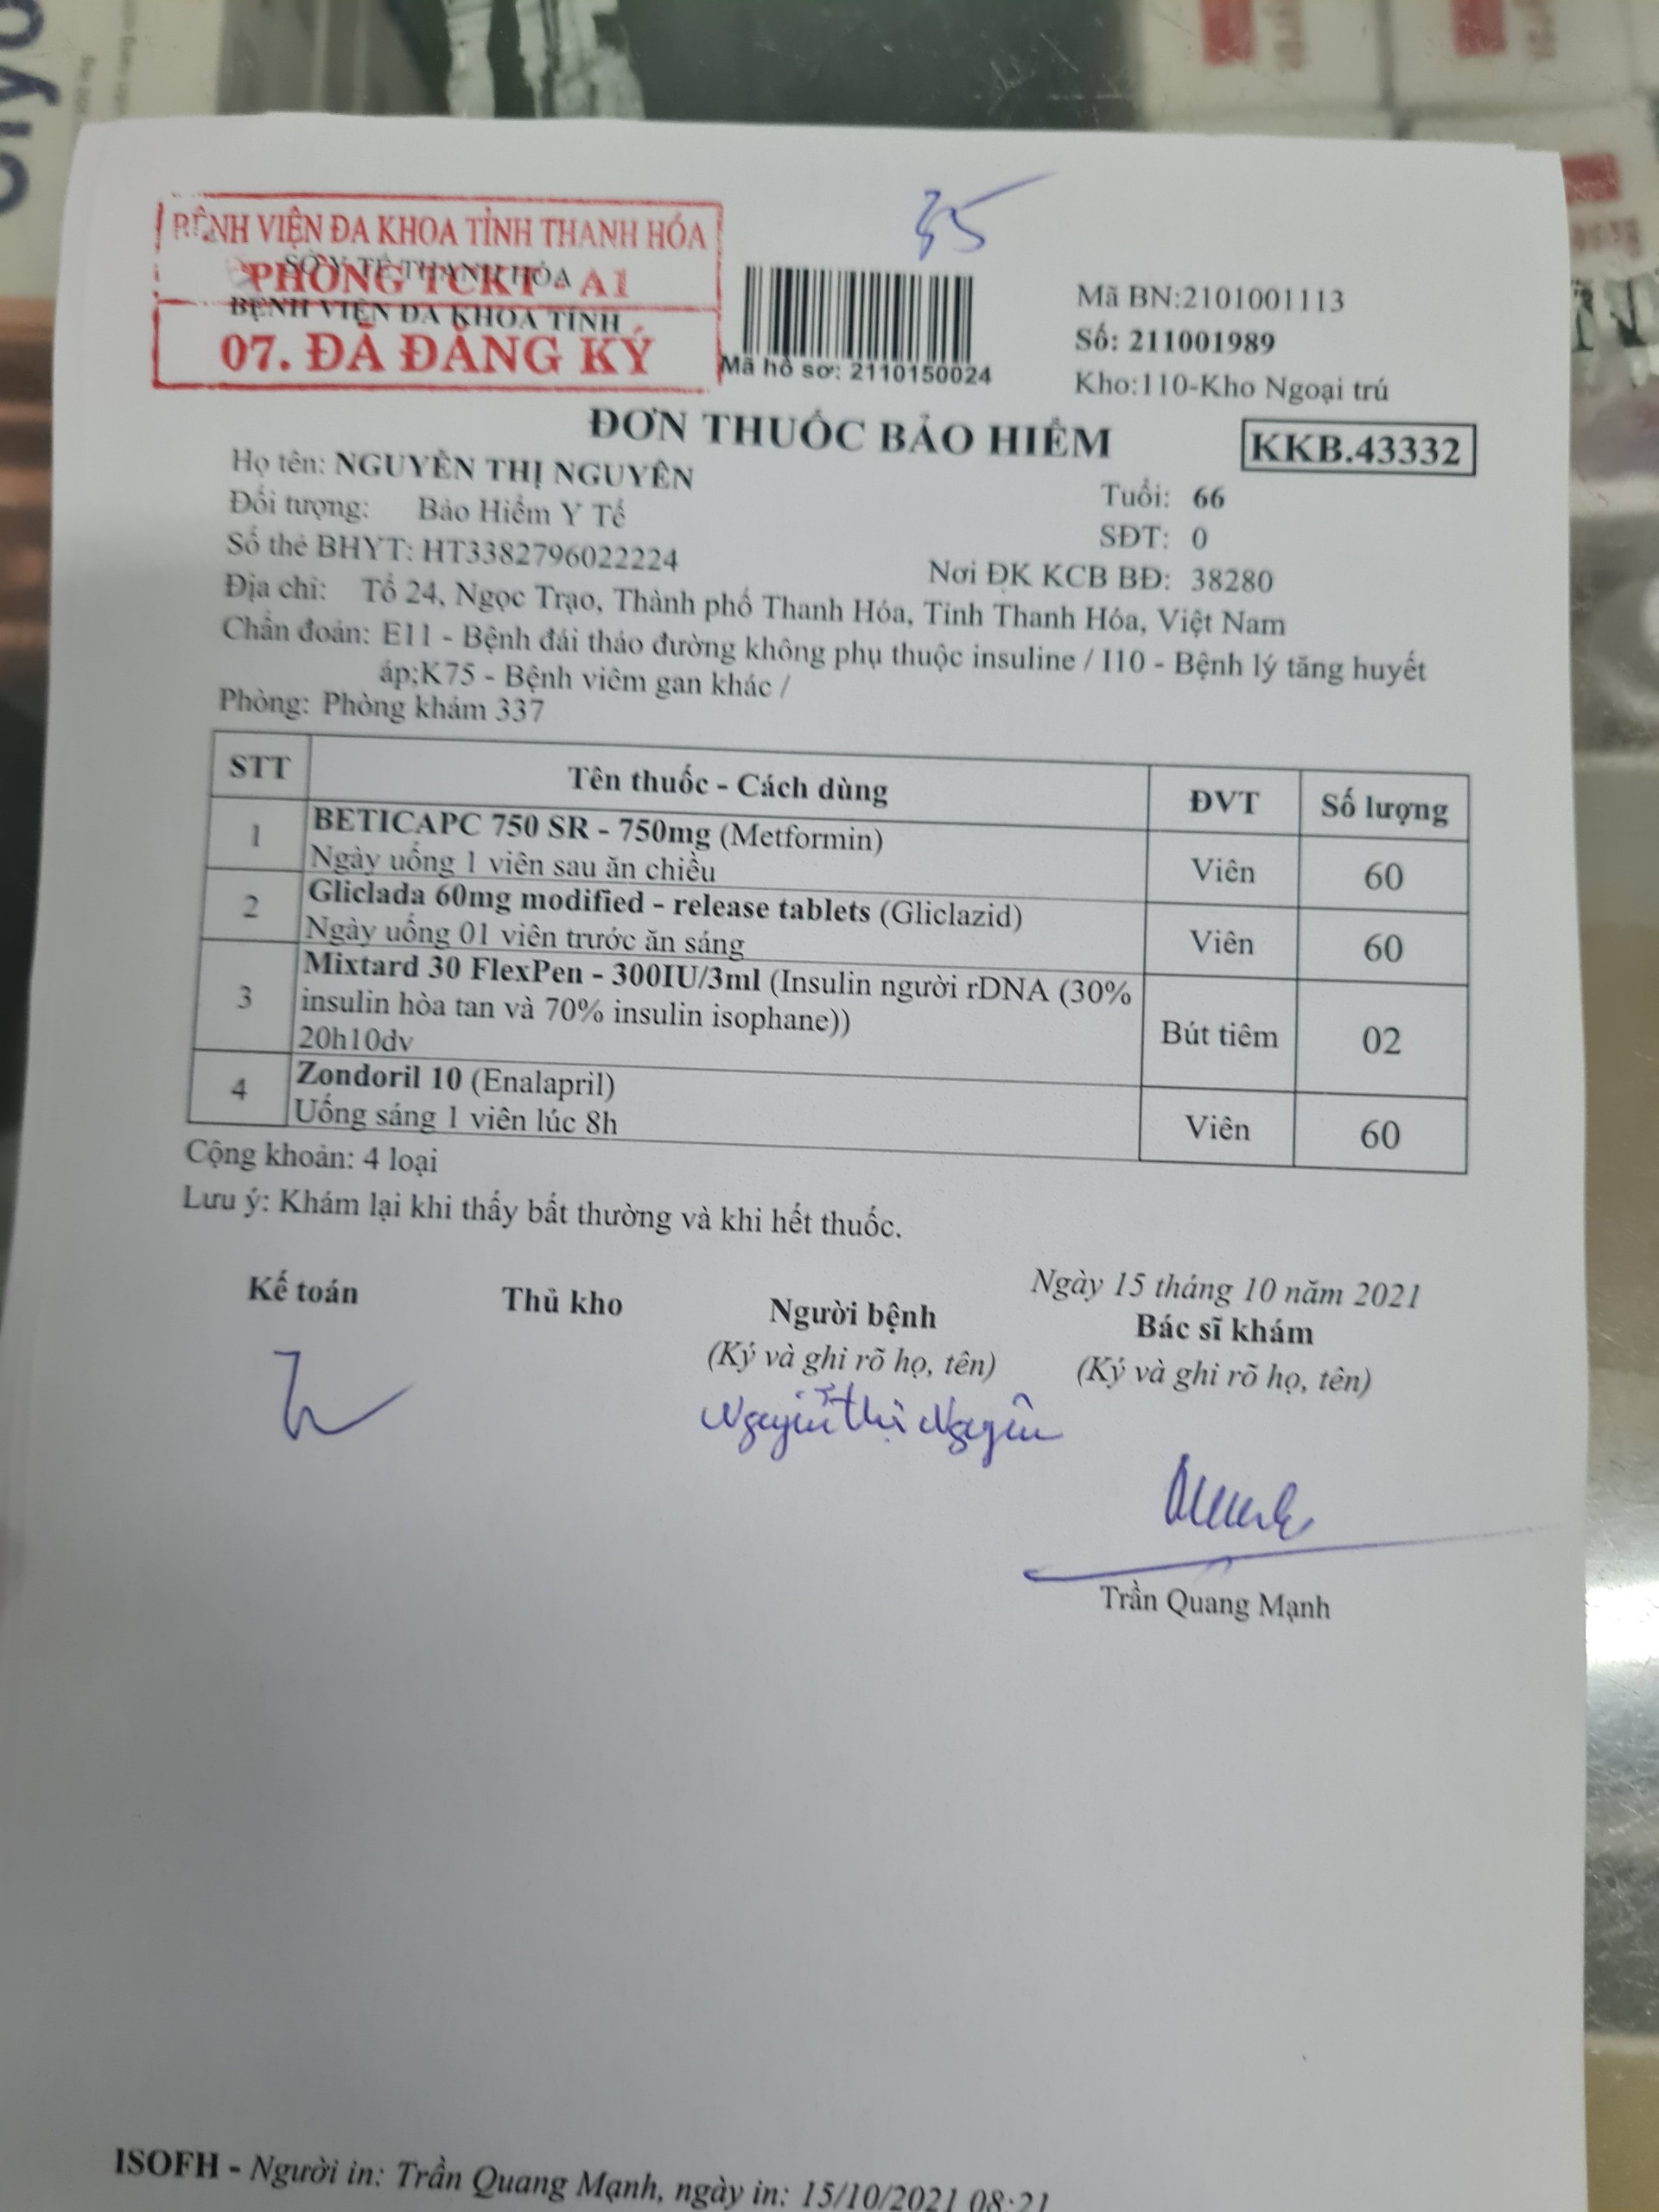 BỆNH VIỆN ĐA KHOA TỈNH THANH HÓA
PHÒNG TCKT - A1
07. ĐÃ ĐĂNG KÝ
SỞ Y TẾ THANH HÓA
BỆNH VIỆN ĐA KHOA TỈNH
35
Mã hồ sơ: 2110150024
Mã BN:2101001113
Số: 211001989
Kho:110-Kho Ngoại trú
ĐƠN THUỐC BẢO HIỂM
KKB.43332
Họ tên: NGUYỄN THỊ NGUYÊN
Tuổi: 66
Đối tượng: Bảo Hiểm Y Tế
SĐT: 0
Số thẻ BHYT: HT3382796022224
Nơi ĐK KCB BĐ: 38280
Địa chỉ: Tổ 24, Ngọc Trạo, Thành phố Thanh Hóa, Tỉnh Thanh Hóa, Việt Nam
Chẩn đoán: E11 - Bệnh đái tháo đường không phụ thuộc insuline / I10 - Bệnh lý tăng huyết
áp;K75 - Bệnh viêm gan khác /
Phòng: Phòng khám 337
STT Tên thuốc - Cách dùng ĐVT Số lượng
1 BETICAPC 750 SR - 750mg (Metformin) Viên 60
Ngày uống 1 viên sau ăn chiều
2 Gliclada 60mg modified - release tablets (Gliclazid) Viên 60
Ngày uống 01 viên trước ăn sáng
3 Mixtard 30 FlexPen - 300IU/3ml (Insulin người rDNA (30% Bút tiêm 02
insulin hòa tan và 70% insulin isophane))
20h10dv
4 Zondoril 10 (Enalapril) Viên 60
Uống sáng 1 viên lúc 8h
Cộng khoản: 4 loại
Lưu ý: Khám lại khi thấy bất thường và khi hết thuốc.
Ngày 15 tháng 10 năm 2021
Kế toán Thủ kho Người bệnh Bác sĩ khám
(Ký và ghi rõ họ, tên) (Ký và ghi rõ họ, tên)
Nguyễn Thị Nguyên
Trần Quang Mạnh
ISOFH - Người in: Trần Quang Mạnh, ngày in: 15/10/2021 08:21